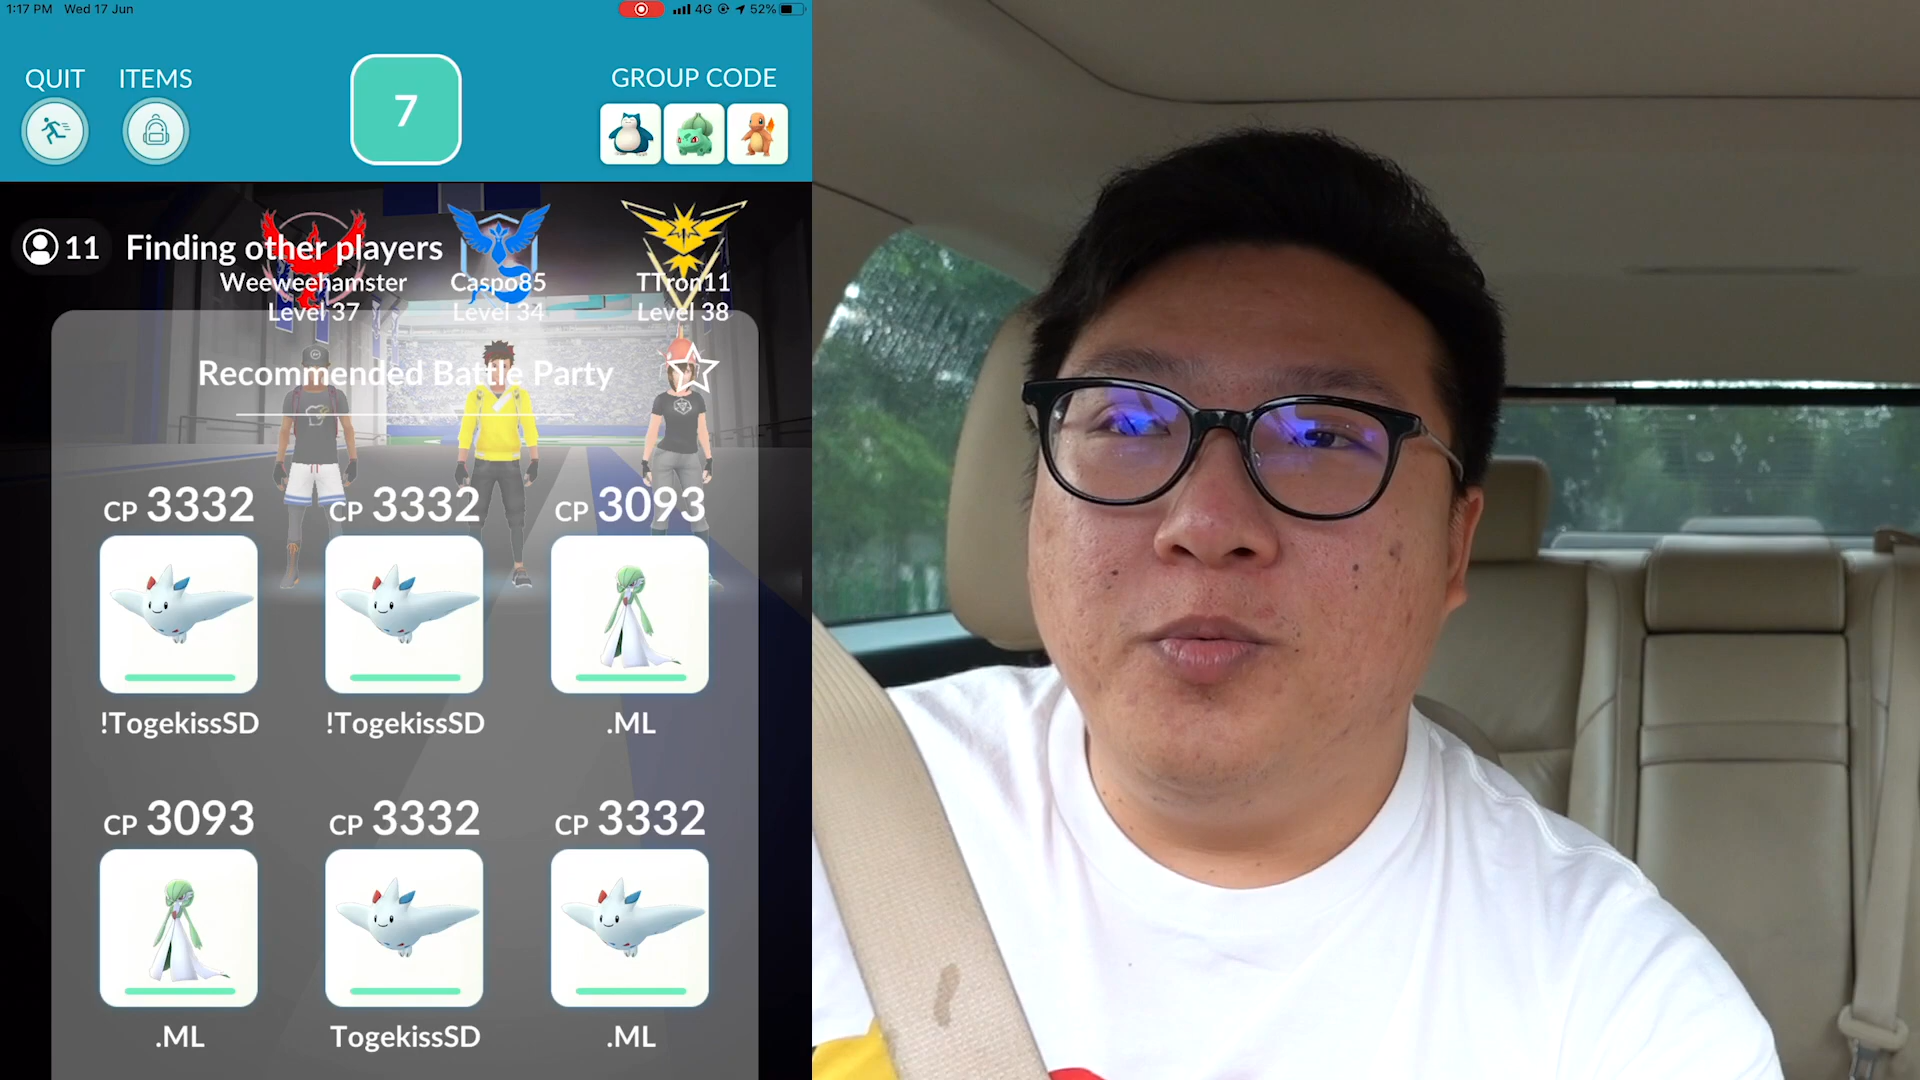 1:17 PM Wed 17 Jun
4G 52%
QUIT ITEMS
7
GROUP CODE
11 Finding other players
Weeweehamster Caspo85 TTron11
Level 37 Level 34 Level 38
Recommended Battle Party
CP 3332 CP 3332 CP 3093
!TogekissSD !TogekissSD .ML
CP 3093 CP 3332 CP 3332
.ML TogekissSD .ML